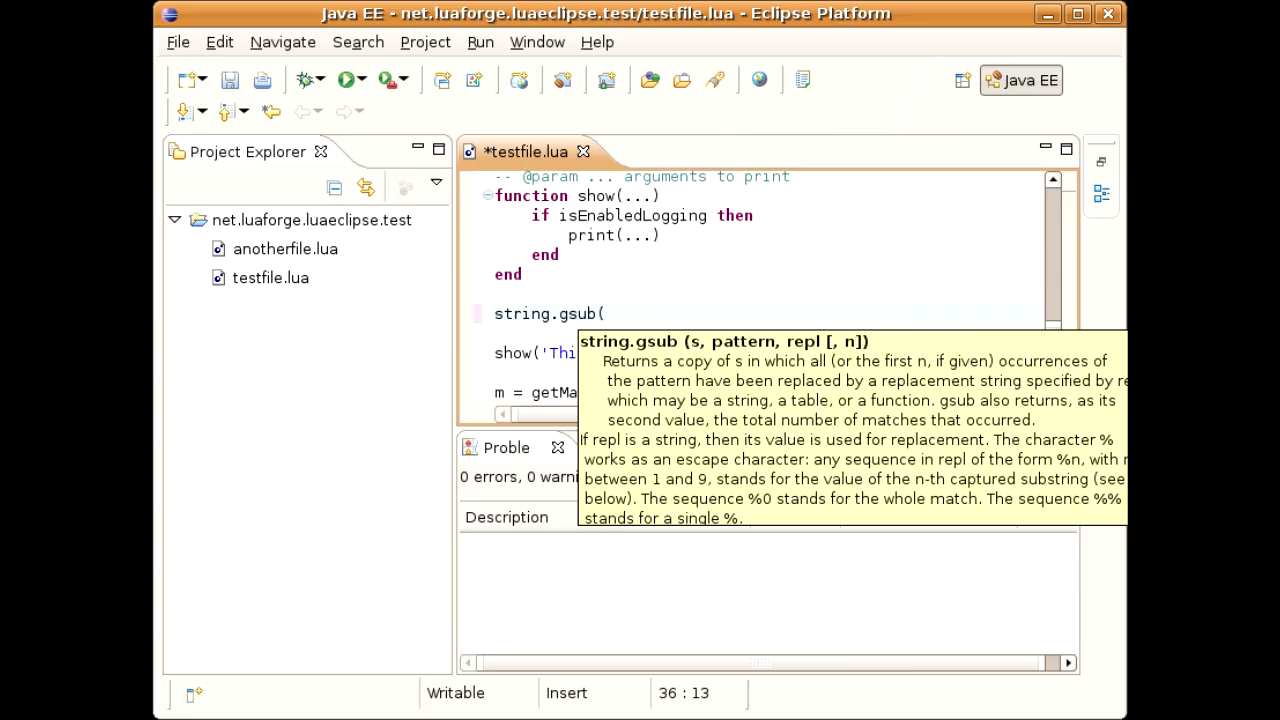 Java EE - net.luaforge.luaeclipse.test/testfile.lua - Eclipse Platform
File Edit Navigate Search Project Run Window Help
Java EE
Project Explorer
net.luaforge.luaeclipse.test
anotherfile.lua
testfile.lua
*testfile.lua
-- @param ... arguments to print
function show(...)
if isEnabledLogging then
print(...)
end
end
string.gsub(
show('Thi
m = getMa
string.gsub (s, pattern, repl [, n])
Returns a copy of s in which all (or the first n, if given) occurrences of
the pattern have been replaced by a replacement string specified by re
which may be a string, a table, or a function. gsub also returns, as its
second value, the total number of matches that occurred.
If repl is a string, then its value is used for replacement. The character %
works as an escape character: any sequence in repl of the form %n, with
between 1 and 9, stands for the value of the n-th captured substring (see
below). The sequence %0 stands for the whole match. The sequence %%
stands for a single %.
Proble
0 errors, 0 warni
Description
Writable Insert 36 : 13